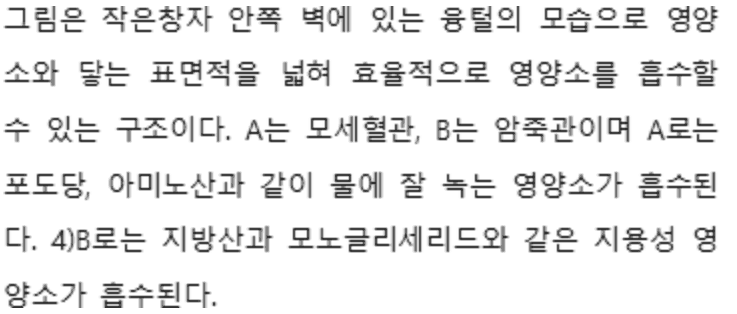 그림은 작은창자 안쪽 벽에 있는 융털의 모습으로 영양
소와 닿는 표면적을 넓혀 효율적으로 영양소를 흡수할
수 있는 구조이다. A는 모세혈관, B는 암죽관이며 A로는
포도당, 아미노산과 같이 물에 잘 녹는 영양소가 흡수된
다. 4)B로는 지방산과 모노글리세리드와 같은 지용성 영
양소가 흡수된다.